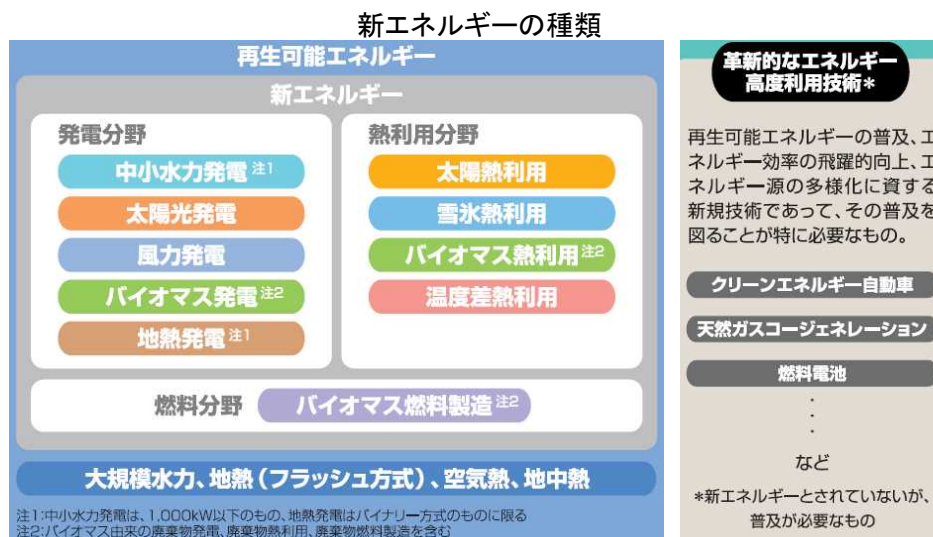 新エネルギーの種類
再生可能エネルギー
新エネルギー
発電分野
中小水力発電 注1
太陽光発電
風力発電
バイオマス発電 注2
地熱発電 注1
熱利用分野
太陽熱利用
雪氷熱利用
バイオマス熱利用 注2
温度差熱利用
燃料分野
バイオマス燃料製造 注2
大規模水力、地熱(フラッシュ方式)、空気熱、地中熱
注1:中小水力発電は、1,000kW以下のもの、地熱発電はバイナリー方式のものに限る
注2:バイオマス由来の廃棄物発電、廃棄物熱利用、廃棄物燃料製造を含む
革新的なエネルギー
高度利用技術*
再生可能エネルギーの普及、エ
ネルギー効率の飛躍的向上、エ
ネルギー源の多様化に資する
新規技術であって、その普及を
図ることが特に必要なもの。
クリーンエネルギー自動車
天然ガスコージェネレーション
燃料電池
・
・
・
など
*新エネルギーとされていないが、
普及が必要なもの